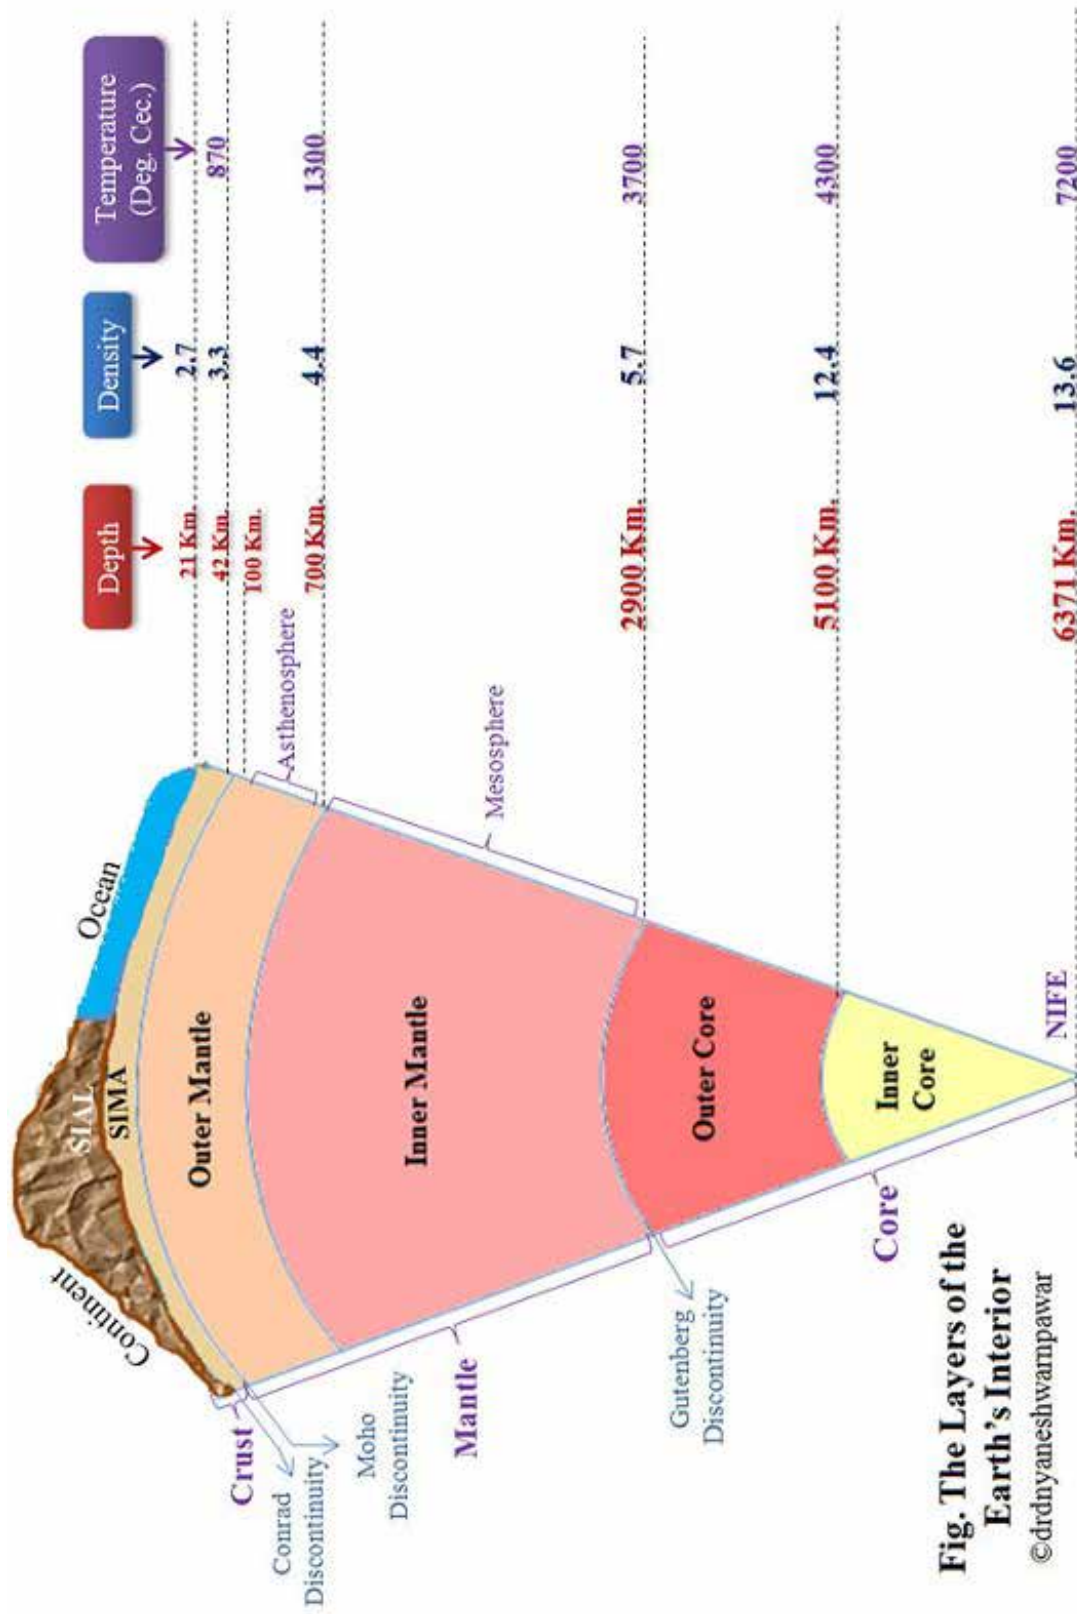 Depth
Density
Temperature
(Deg. Cec.)
Ocean
Continent
SIAL
SIMA
21 Km.
2.7
42 Km.
3.3
870
100 Km.
Crust
Conrad
Discontinuity
Moho
Discontinuity
Outer Mantle
Asthenosphere
700 Km.
4.4
1300
Mantle
Inner Mantle
Mesosphere
Gutenberg
Discontinuity
2900 Km.
5.7
3700
Outer Core
Core
5100 Km.
12.4
4300
Inner
Core
NIFE
6371 Km.
13.6
7200
Fig. The Layers of the
Earth's Interior
©drdnyaneshwarnpawar